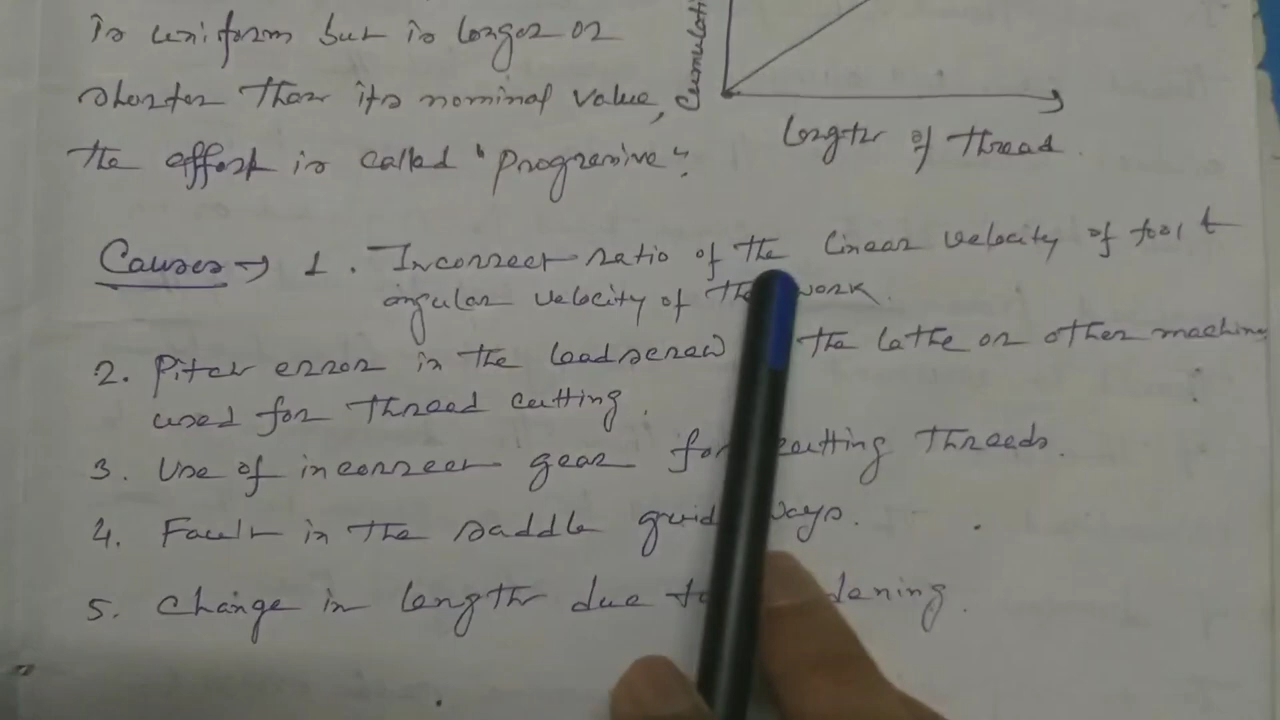 is uniform but is longer or
shorter than its nominal value,
the effect is called "Progressive".
Cumulati
Length of thread.
Causes → 1. Incorrect ratio of the linear velocity of tool &
angular velocity of the work.
2. Pitch error in the leadscrew the lathe or other machine
used for thread cutting.
3. Use of incorrect gear for cutting threads.
4. Fault in the saddle guideways.
5. Change in length due to